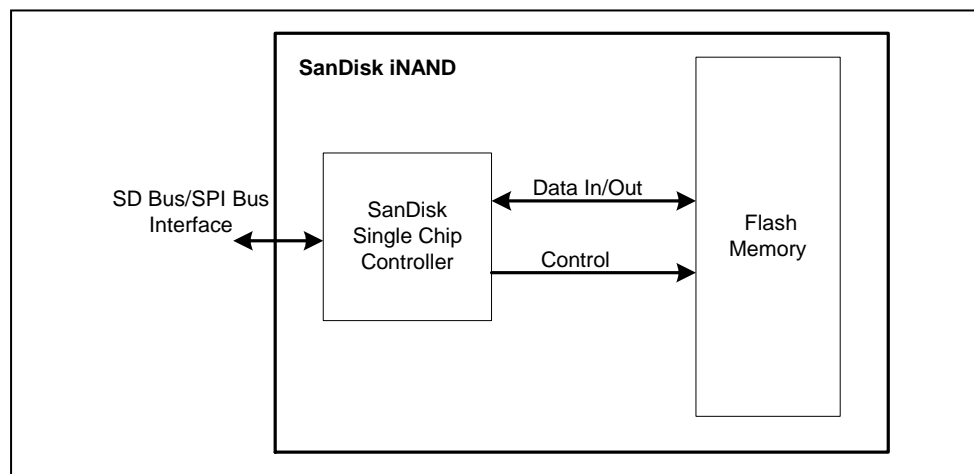 SanDisk iNAND
SD Bus/SPI Bus
Interface
SanDisk
Single Chip
Controller
Data In/Out
Control
Flash
Memory